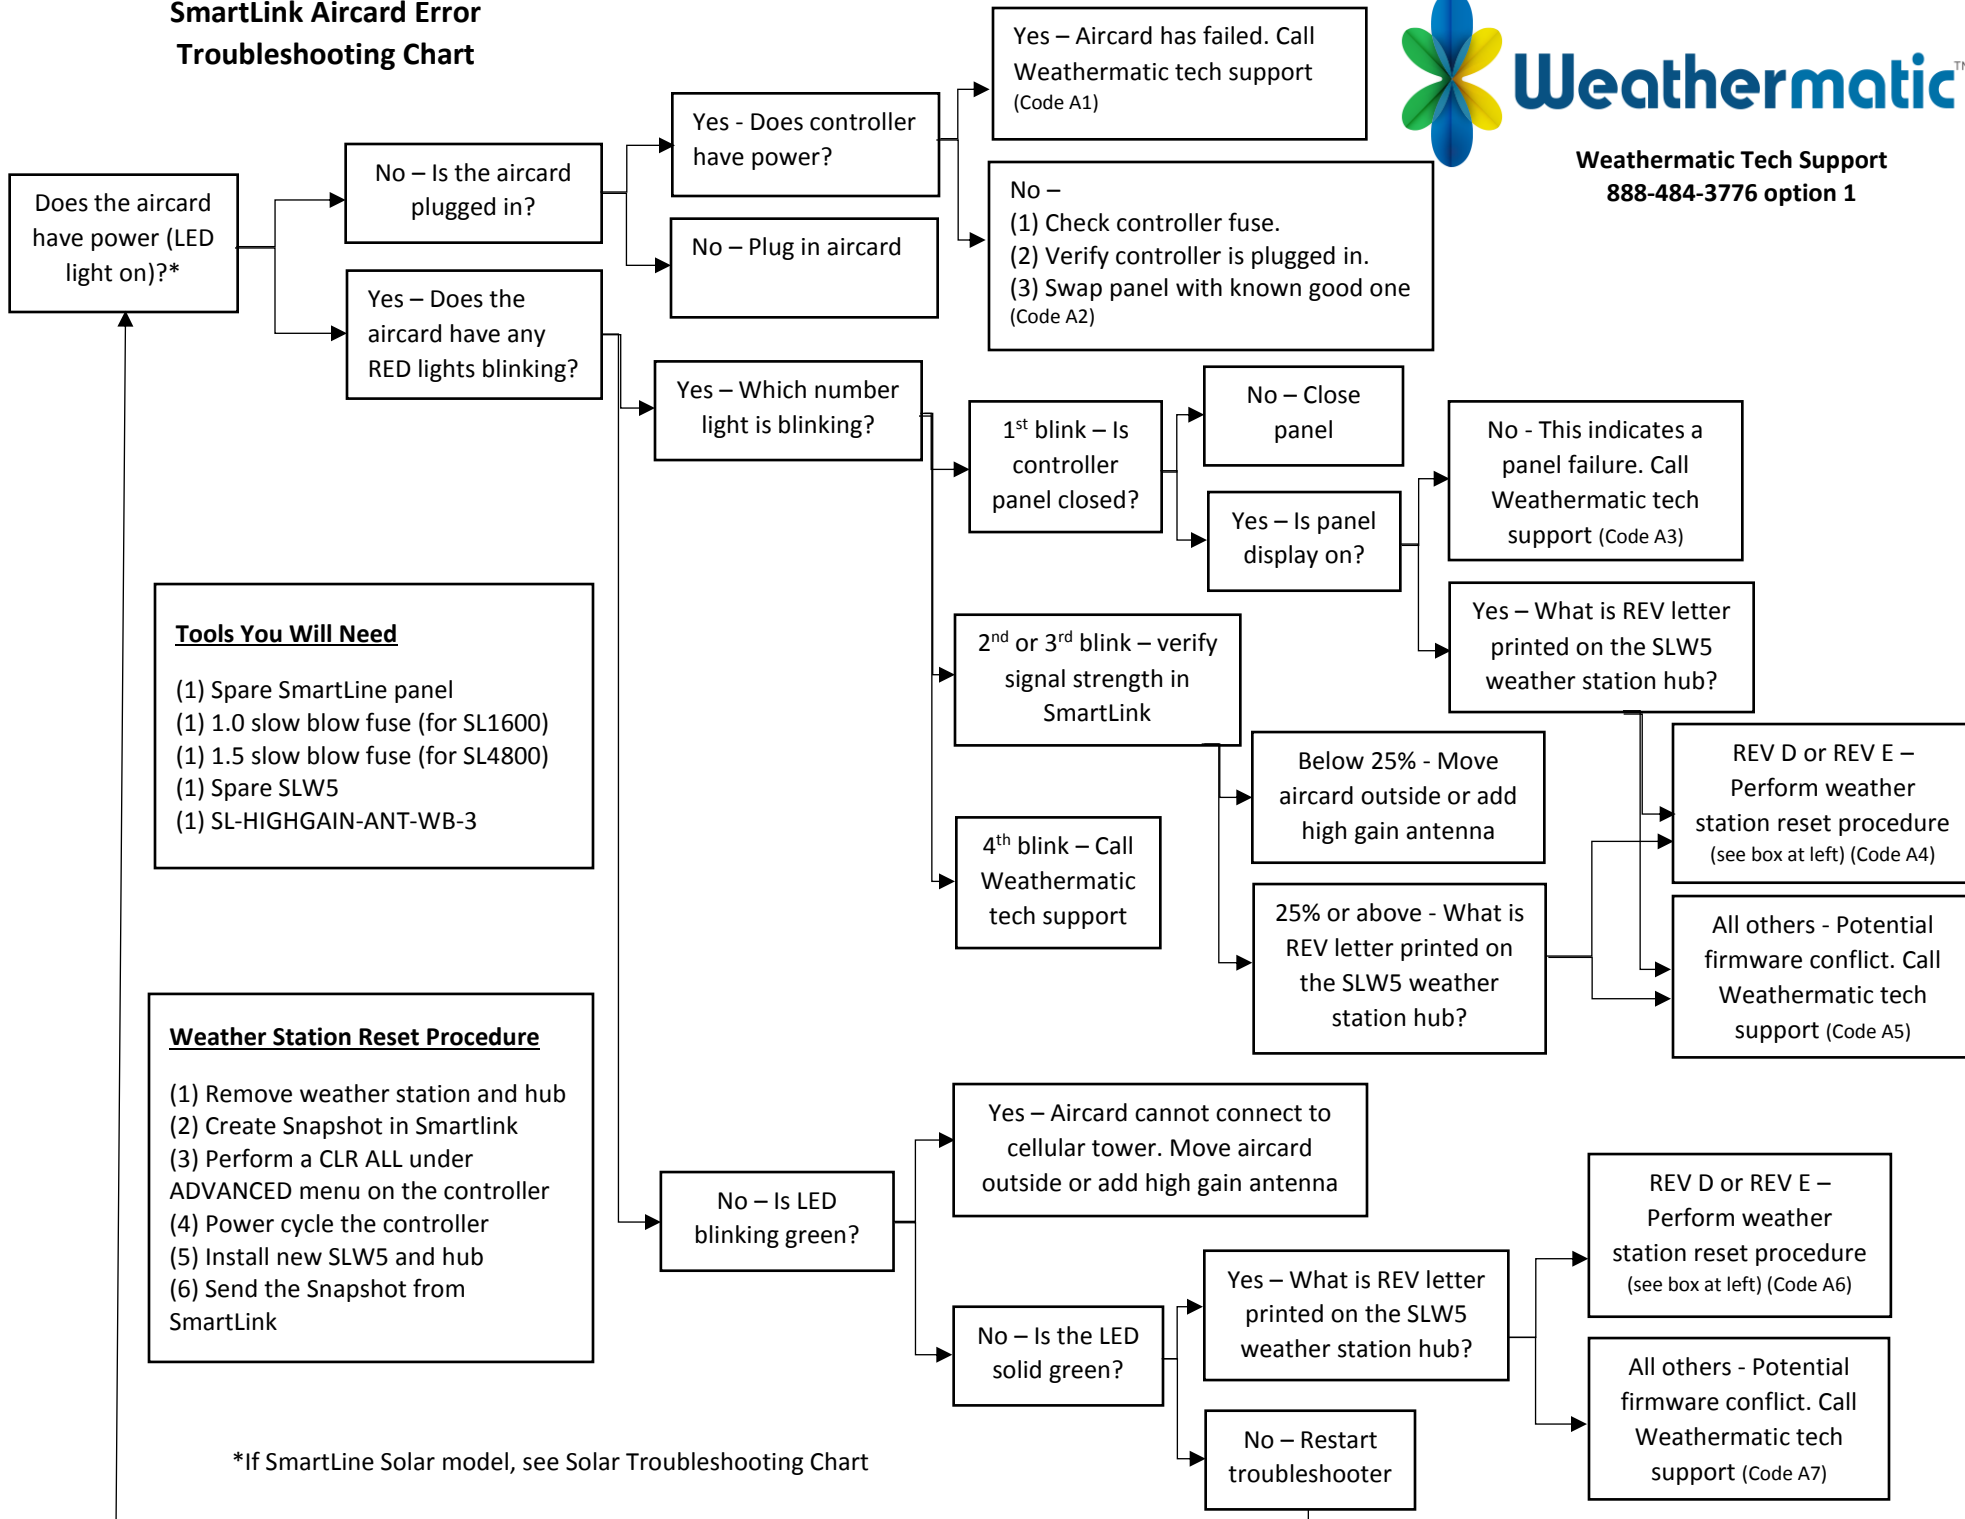 SmartLink Aircard Error
Troubleshooting Chart
Weathermatic™
Weathermatic Tech Support
888-484-3776 option 1
Does the aircard
have power (LED
light on)?*
No – Is the aircard
plugged in?
Yes – Does the
aircard have any
RED lights blinking?
Yes - Does controller
have power?
No – Plug in aircard
Yes – Aircard has failed. Call
Weathermatic tech support
(Code A1)
No –
(1) Check controller fuse.
(2) Verify controller is plugged in.
(3) Swap panel with known good one
(Code A2)
Yes – Which number
light is blinking?
1st blink – Is
controller
panel closed?
No – Close
panel
Yes – Is panel
display on?
No - This indicates a
panel failure. Call
Weathermatic tech
support (Code A3)
Yes – What is REV letter
printed on the SLW5
weather station hub?
2nd or 3rd blink – verify
signal strength in
SmartLink
Below 25% - Move
aircard outside or add
high gain antenna
25% or above - What is
REV letter printed on
the SLW5 weather
station hub?
REV D or REV E –
Perform weather
station reset procedure
(see box at left) (Code A4)
All others - Potential
firmware conflict. Call
Weathermatic tech
support (Code A5)
4th blink – Call
Weathermatic
tech support
Tools You Will Need
(1) Spare SmartLine panel
(1) 1.0 slow blow fuse (for SL1600)
(1) 1.5 slow blow fuse (for SL4800)
(1) Spare SLW5
(1) SL-HIGHGAIN-ANT-WB-3
Weather Station Reset Procedure
(1) Remove weather station and hub
(2) Create Snapshot in Smartlink
(3) Perform a CLR ALL under
ADVANCED menu on the controller
(4) Power cycle the controller
(5) Install new SLW5 and hub
(6) Send the Snapshot from
SmartLink
No – Is LED
blinking green?
Yes – Aircard cannot connect to
cellular tower. Move aircard
outside or add high gain antenna
No – Is the LED
solid green?
Yes – What is REV letter
printed on the SLW5
weather station hub?
No – Restart
troubleshooter
REV D or REV E –
Perform weather
station reset procedure
(see box at left) (Code A6)
All others - Potential
firmware conflict. Call
Weathermatic tech
support (Code A7)
*If SmartLine Solar model, see Solar Troubleshooting Chart